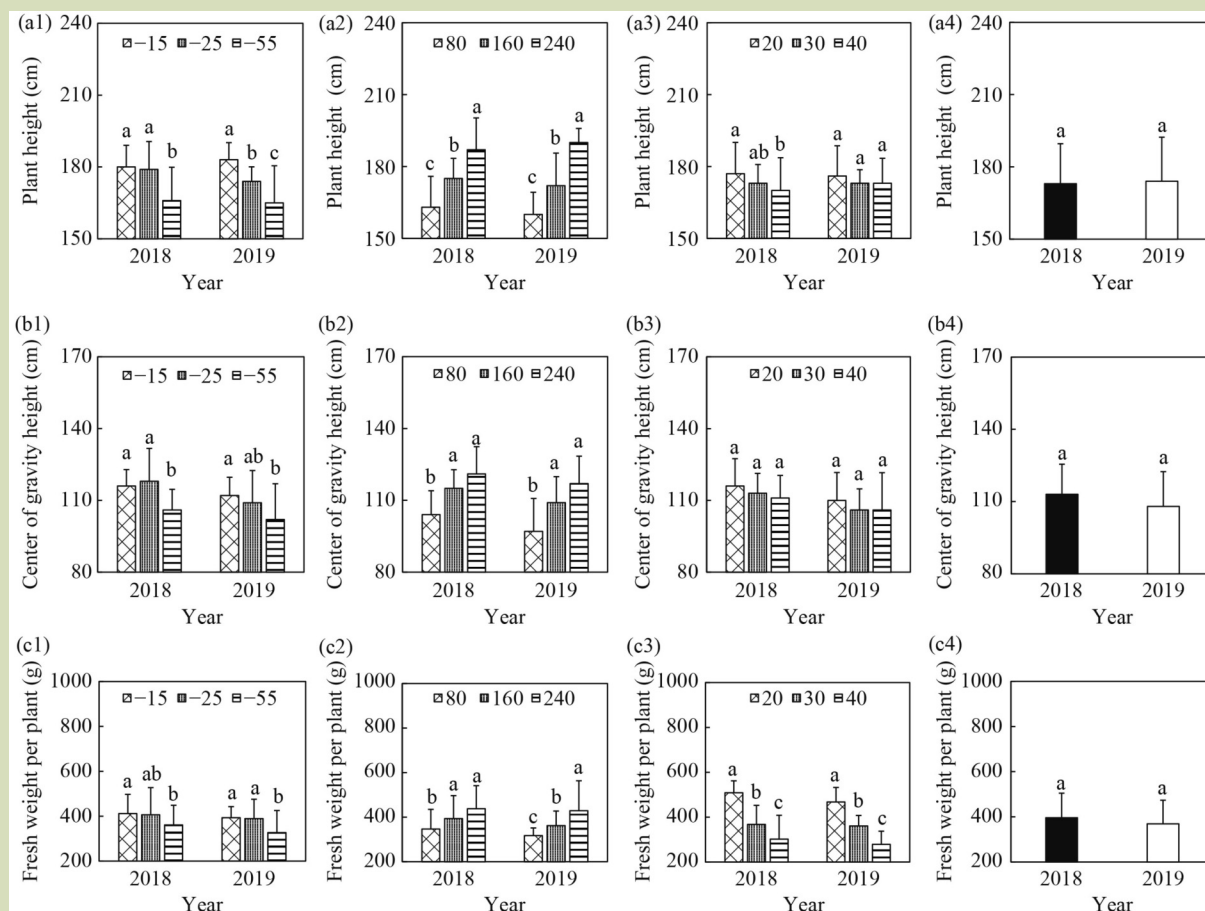 (a1) 240 210 180 150 Plant height (cm) −15 −25 −55 a a b a b c 2018 2019 Year
(a2) 240 210 180 150 Plant height (cm) 80 160 240 c b a c b a 2018 2019 Year
(a3) 240 210 180 150 Plant height (cm) 20 30 40 a ab b a a a 2018 2019 Year
(a4) 240 210 180 150 Plant height (cm) a a 2018 2019 Year
(b1) 170 140 110 80 Center of gravity height (cm) −15 −25 −55 a a b a ab b 2018 2019 Year
(b2) 170 140 110 80 Center of gravity height (cm) 80 160 240 b a a b a a 2018 2019 Year
(b3) 170 140 110 80 Center of gravity height (cm) 20 30 40 a a a a a a 2018 2019 Year
(b4) 170 140 110 80 Center of gravity height (cm) a a 2018 2019 Year
(c1) 1000 800 600 400 200 Fresh weight per plant (g) −15 −25 −55 a ab b a a b 2018 2019 Year
(c2) 1000 800 600 400 200 Fresh weight per plant (g) 80 160 240 b a a c b a 2018 2019 Year
(c3) 1000 800 600 400 200 Fresh weight per plant (g) 20 30 40 a b c a b c 2018 2019 Year
(c4) 1000 800 600 400 200 Fresh weight per plant (g) a a 2018 2019 Year